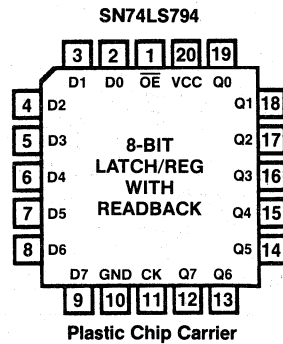 SN74LS794
3 2 1 20 19
D1 D0 O̅E̅ VCC Q0
4 D2 Q1 18
5 D3 8-BIT Q2 17
6 D4 LATCH/REG Q3 16
WITH
7 D5 READBACK Q4 15
8 D6 Q5 14
D7 GND CK Q7 Q6
9 10 11 12 13
Plastic Chip Carrier